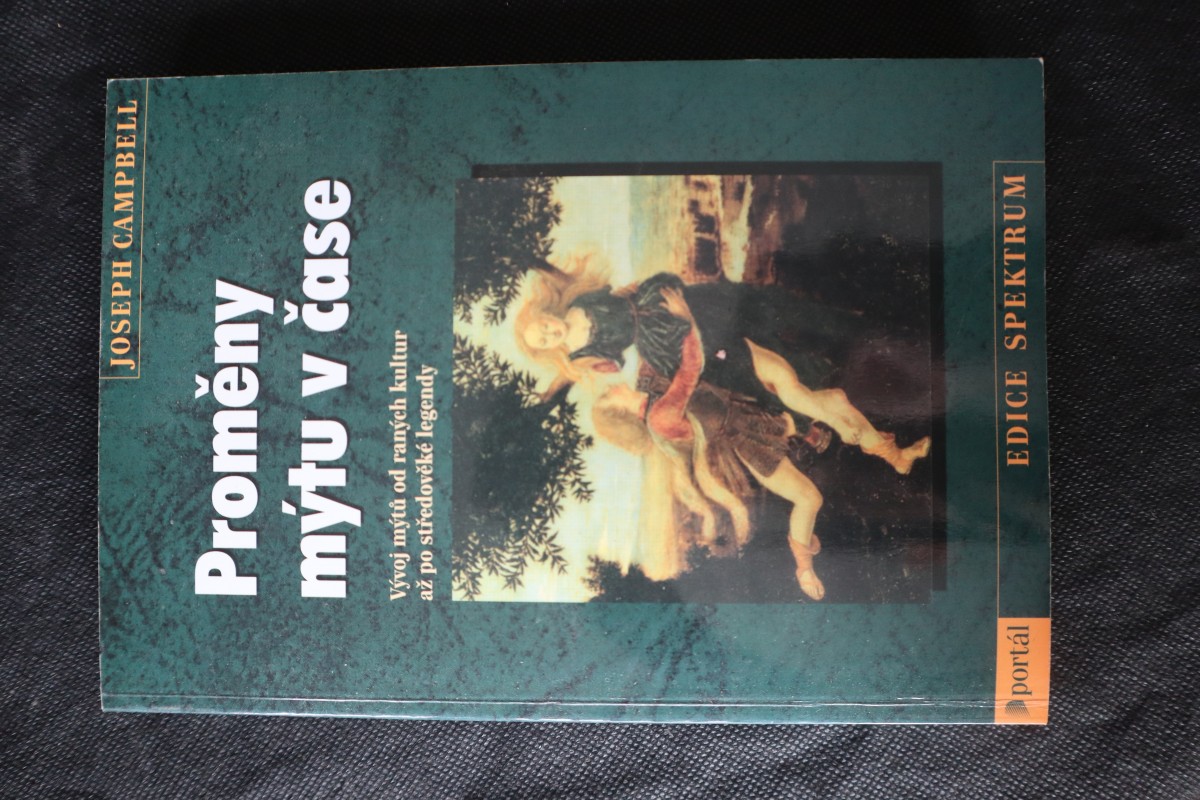 JOSEPH CAMPBELL
Proměny
mýtu v čase
Vývoj mýtů od raných kultur
až po středověké legendy
EDICE SPEKTRUM
portál